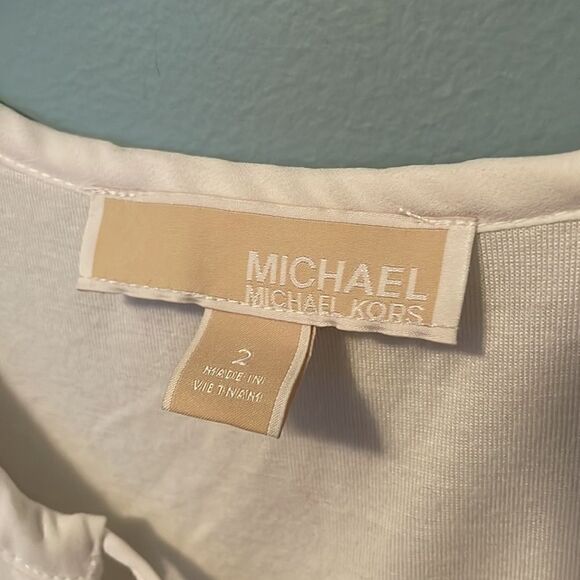 MICHAEL
MICHAEL KORS
2
MADE IN
VIETNAM